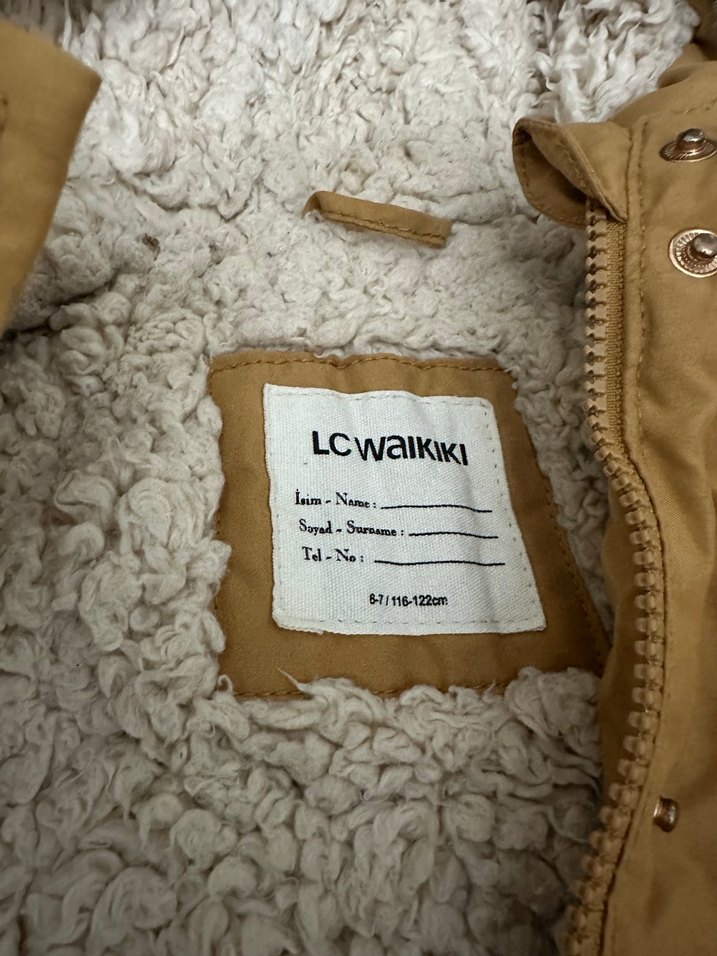 LC WAIKIKI
İsim - Name :
Soyad - Surname :
Tel - No :
6-7 / 116-122cm